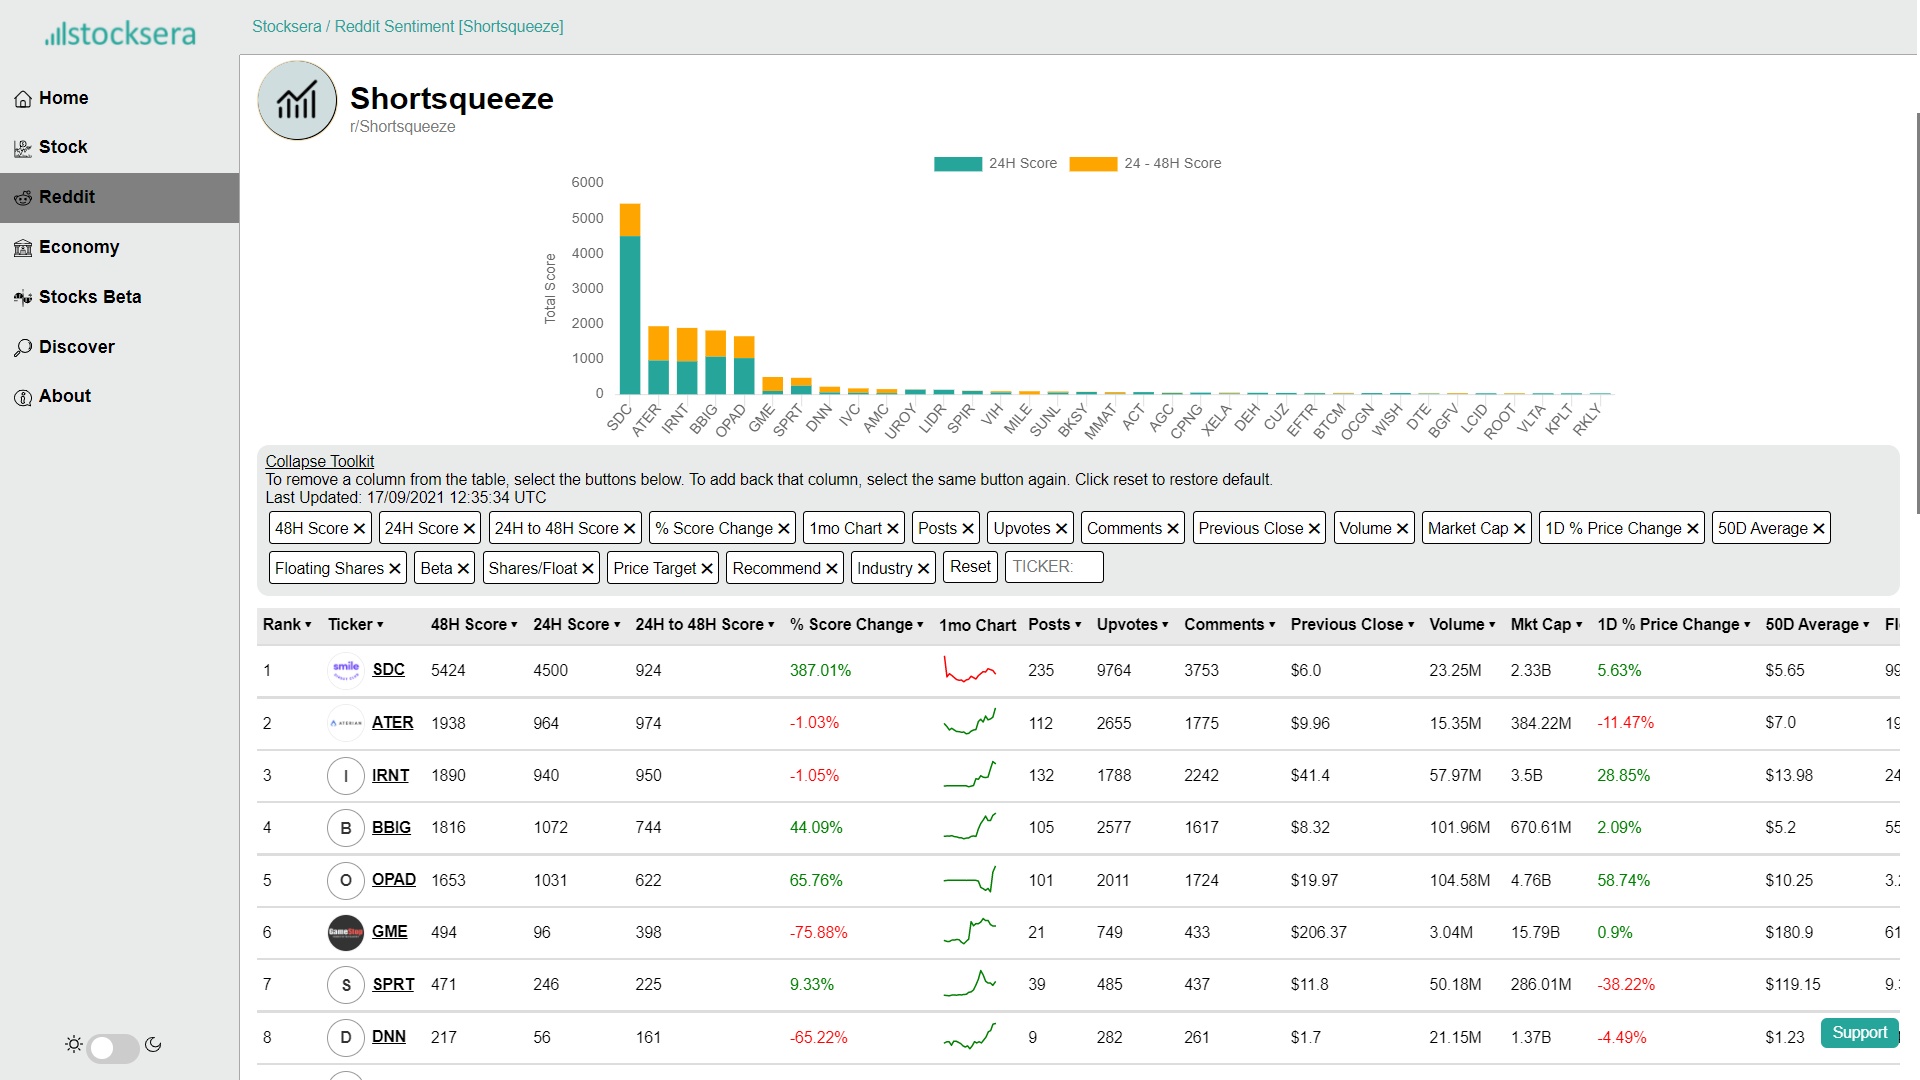 stocksera
Stocksera / Reddit Sentiment [Shortsqueeze]
Home
Stock
Reddit
Economy
Stocks Beta
Discover
About
Shortsqueeze
r/Shortsqueeze
24H Score 24 - 48H Score
Total Score
6000
5000
4000
3000
2000
1000
0
SDC ATER IRNT BBIG OPAD GME SPRT DNN IVC AMC UROY LIDR SPIR VIH MILE SUNL BKSY MMAT ACT AGC CPNG XELA DEH CUZ EFTR BTCM OCGN WISH DTE BGFV LCID ROOT VLTA KPLT RKLY
Collapse Toolkit
To remove a column from the table, select the buttons below. To add back that column, select the same button again. Click reset to restore default.
Last Updated: 17/09/2021 12:35:34 UTC
48H Score ✕ 24H Score ✕ 24H to 48H Score ✕ % Score Change ✕ 1mo Chart ✕ Posts ✕ Upvotes ✕ Comments ✕ Previous Close ✕ Volume ✕ Market Cap ✕ 1D % Price Change ✕ 50D Average ✕
Floating Shares ✕ Beta ✕ Shares/Float ✕ Price Target ✕ Recommend ✕ Industry ✕ Reset TICKER:
Rank ▾ Ticker ▾ 48H Score ▾ 24H Score ▾ 24H to 48H Score ▾ % Score Change ▾ 1mo Chart Posts ▾ Upvotes ▾ Comments ▾ Previous Close ▾ Volume ▾ Mkt Cap ▾ 1D % Price Change ▾ 50D Average ▾
1 smile SDC 5424 4500 924 387.01% 235 9764 3753 $6.0 23.25M 2.33B 5.63% $5.65 99
2 ATERIAN ATER 1938 964 974 -1.03% 112 2655 1775 $9.96 15.35M 384.22M -11.47% $7.0 19
3 I IRNT 1890 940 950 -1.05% 132 1788 2242 $41.4 57.97M 3.5B 28.85% $13.98 24
4 B BBIG 1816 1072 744 44.09% 105 2577 1617 $8.32 101.96M 670.61M 2.09% $5.2 55
5 O OPAD 1653 1031 622 65.76% 101 2011 1724 $19.97 104.58M 4.76B 58.74% $10.25 3.
6 GameStop GME 494 96 398 -75.88% 21 749 433 $206.37 3.04M 15.79B 0.9% $180.9 61
7 S SPRT 471 246 225 9.33% 39 485 437 $11.8 50.18M 286.01M -38.22% $119.15 9.
8 D DNN 217 56 161 -65.22% 9 282 261 $1.7 21.15M 1.37B -4.49% $1.23
Support